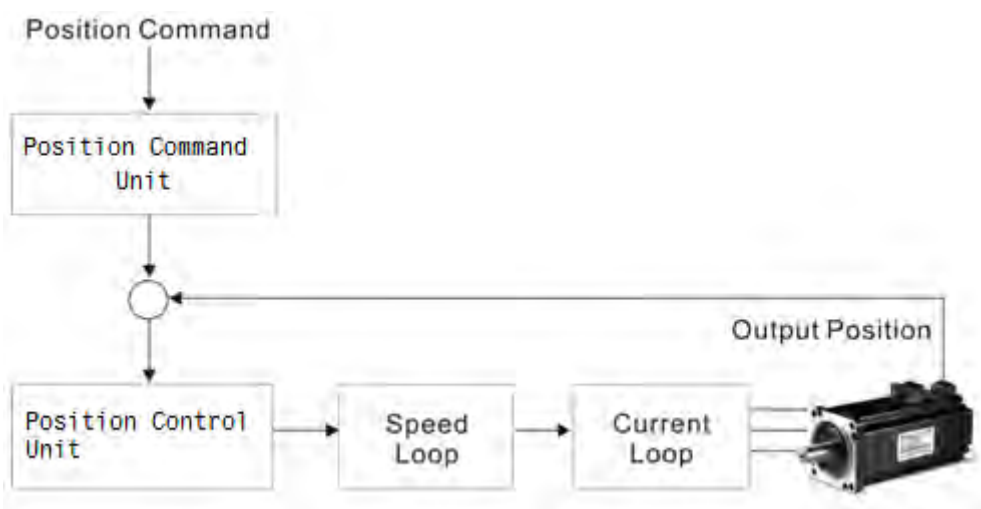 Position Command
Position Command
Unit
Output Position
Position Control
Unit
Speed
Loop
Current
Loop